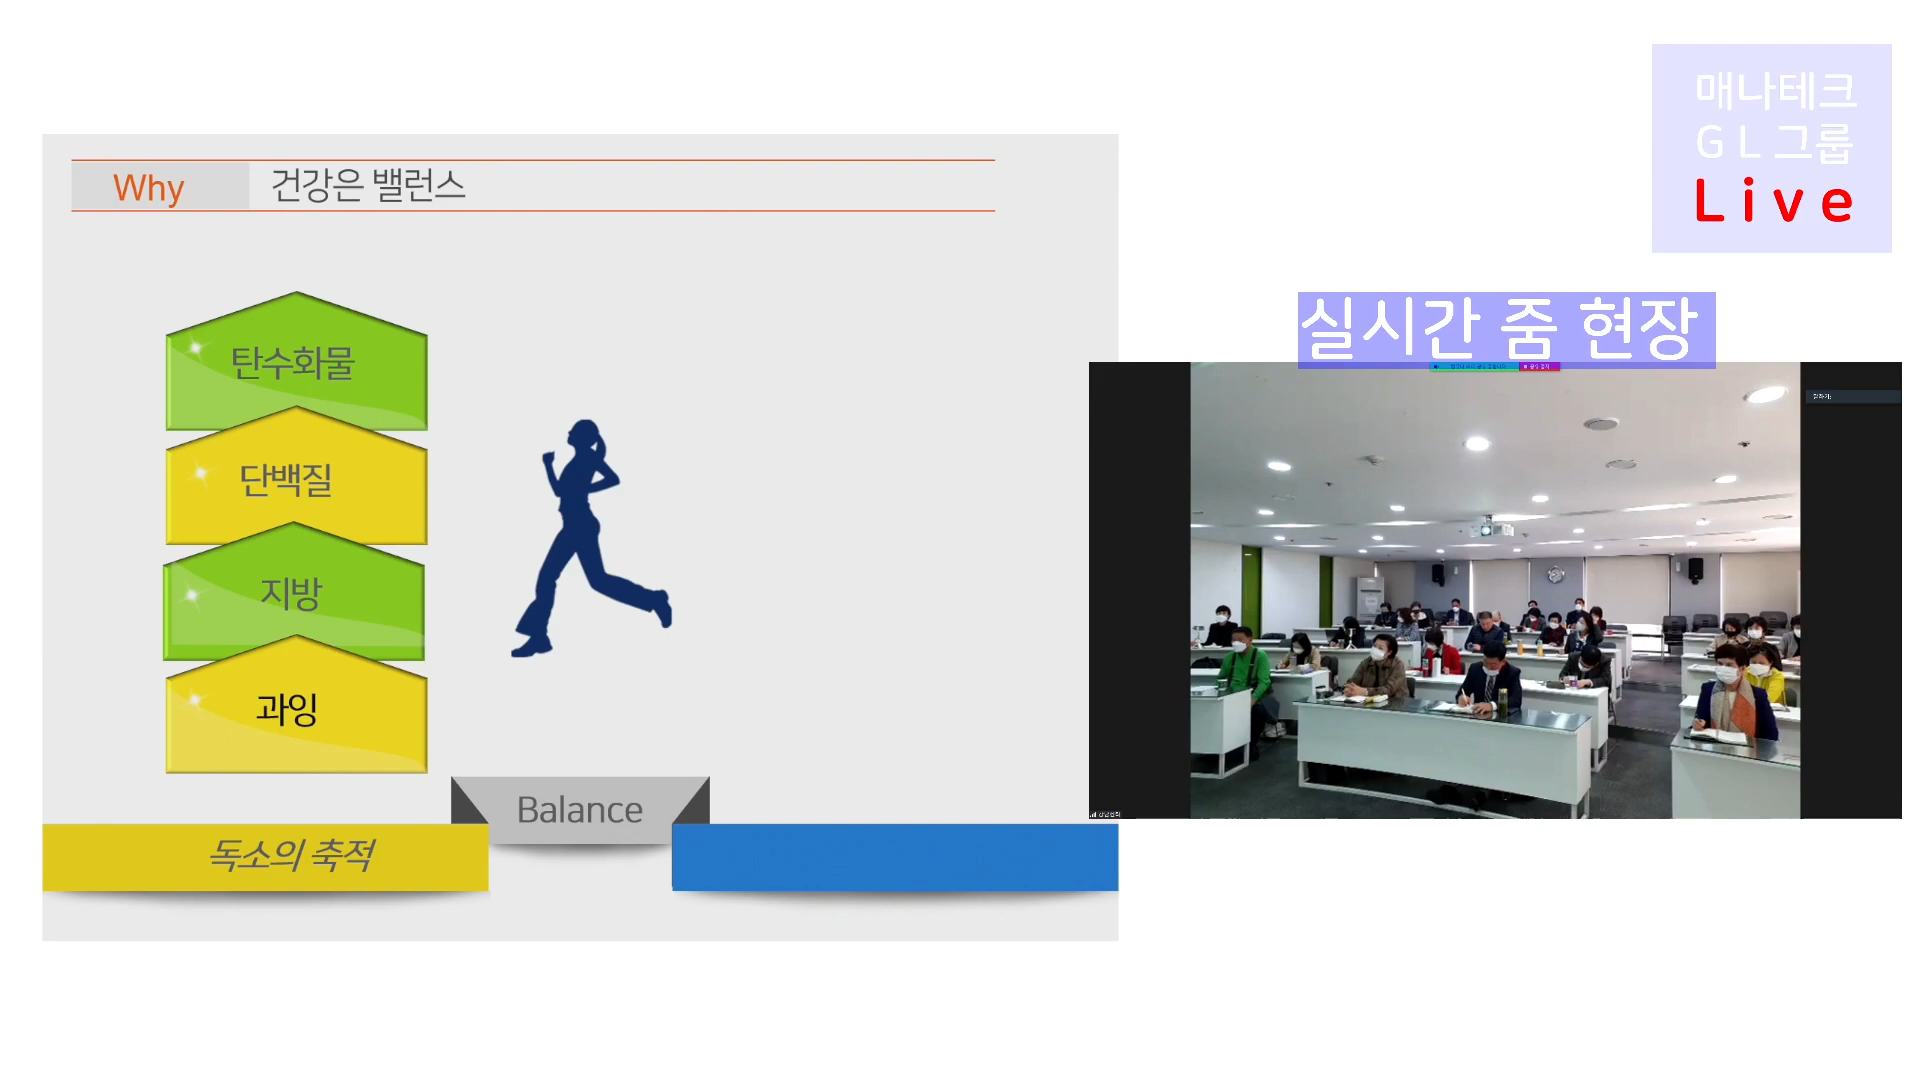 매나테크
G L 그룹
Live
Why 건강은 밸런스
실시간 줌 현장
탄수화물
단백질
지방
과잉
Balance
독소의 축적